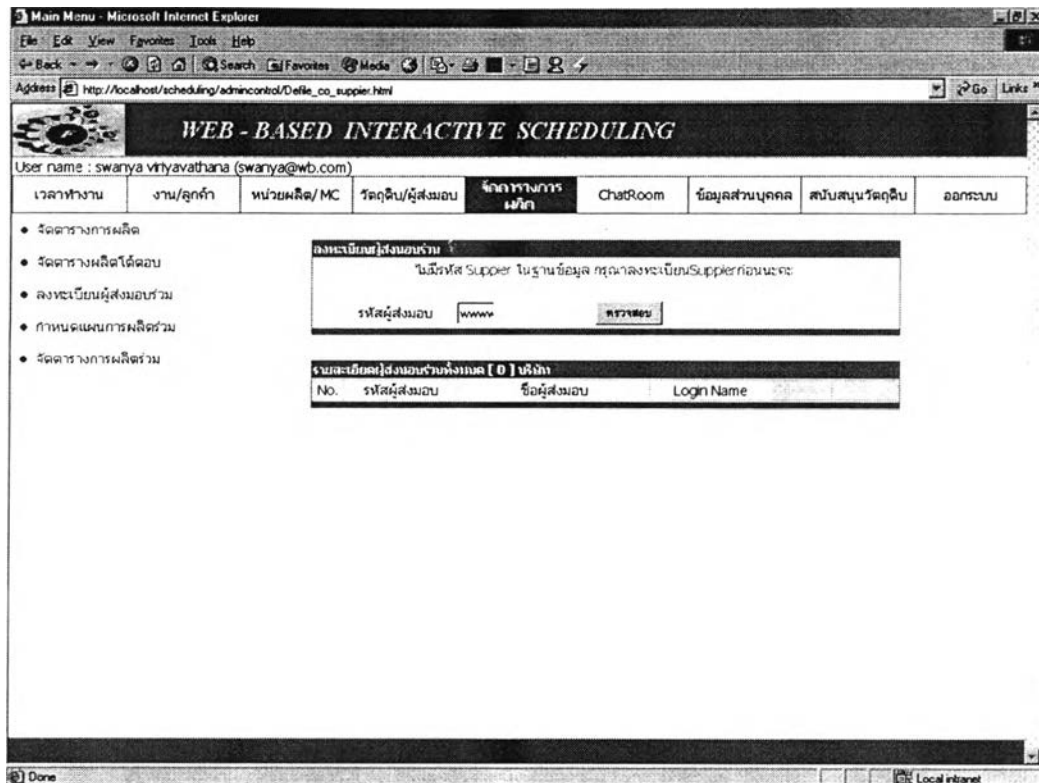 Main Menu - Microsoft Internet Explorer
File Edit View Favorites Tools Help
Back Search Favorites Media
Address http://localhost/scheduling/admincontrol/Defile_co_suppier.html Go Links
WEB - BASED INTERACTIVE SCHEDULING
User name : swanya viriyavathana (swanya@wb.com)
เวลาทำงาน งาน/ลูกค้า หน่วยผลิต/ MC วัตถุดิบ/ผู้ส่งมอบ จัดตารางการผลิต ChatRoom ข้อมูลส่วนบุคคล สนับสนุนวัตถุดิบ ออกระบบ
จัดตารางการผลิต
จัดตารางผลิตโต้ตอบ
ลงทะเบียนผู้ส่งมอบร่วม
กำหนดแผนการผลิตร่วม
จัดตารางการผลิตร่วม
ลงทะเบียนผู้ส่งมอบร่วม
ไม่มีรหัส Suppier ในฐานข้อมูล กรุณาลงทะเบียนSuppierก่อนนะคะ
รหัสผู้ส่งมอบ wwww ตรวจสอบ
รายละเอียดผู้ส่งมอบร่วมทั้งหมด [ 0 ] บริษัท
No. รหัสผู้ส่งมอบ ชื่อผู้ส่งมอบ Login Name
Done Local intranet